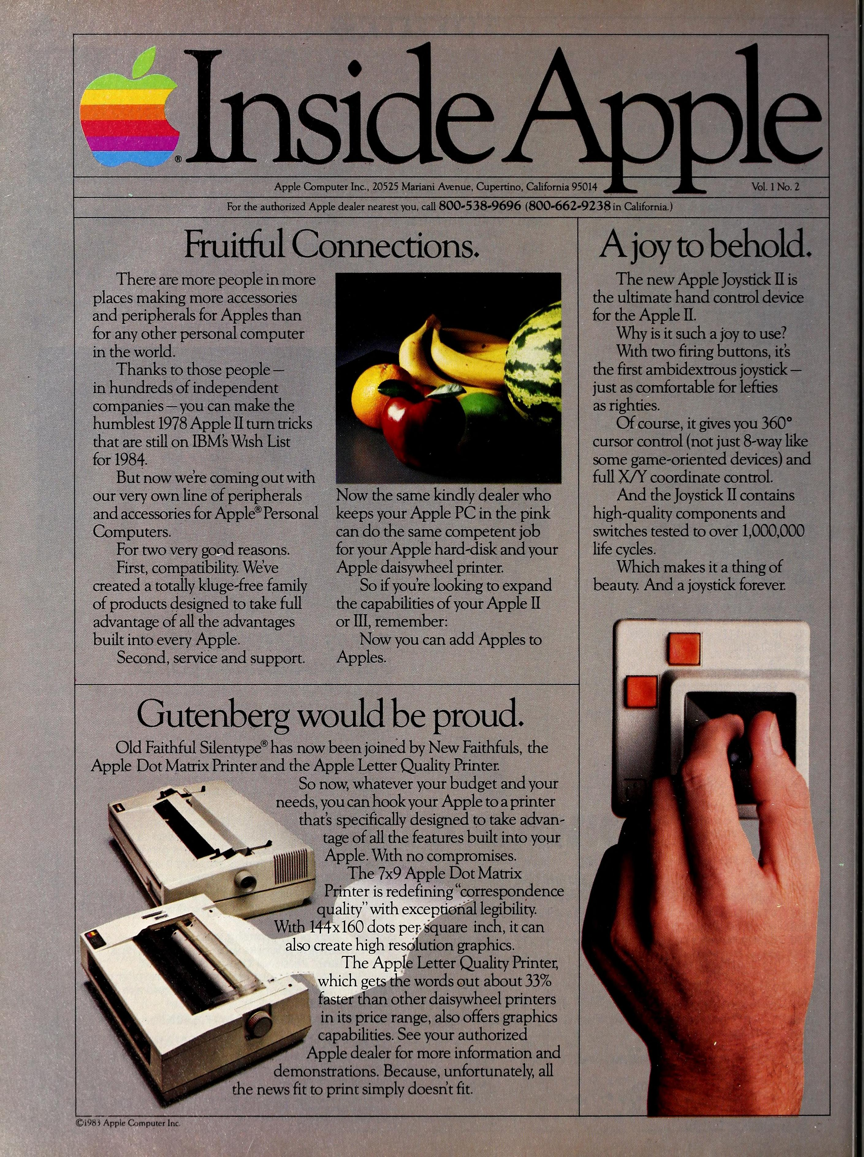 Inside Apple
®
Apple Computer Inc., 20525 Mariani Avenue, Cupertino, California 95014
Vol. 1 No. 2
For the authorized Apple dealer nearest you, call 800-538-9696 (800-662-9238 in California.)
Fruitful Connections.
There are more people in more
places making more accessories
and peripherals for Apples than
for any other personal computer
in the world.
Thanks to those people—
in hundreds of independent
companies—you can make the
humblest 1978 Apple II turn tricks
that are still on IBM's Wish List
for 1984.
But now we're coming out with
our very own line of peripherals
and accessories for Apple® Personal
Computers.
For two very good reasons.
First, compatibility. We've
created a totally kluge-free family
of products designed to take full
advantage of all the advantages
built into every Apple.
Second, service and support.
Now the same kindly dealer who
keeps your Apple PC in the pink
can do the same competent job
for your Apple hard-disk and your
Apple daisywheel printer.
So if you're looking to expand
the capabilities of your Apple II
or III, remember:
Now you can add Apples to
Apples.
A joy to behold.
The new Apple Joystick II is
the ultimate hand control device
for the Apple II.
Why is it such a joy to use?
With two firing buttons, it's
the first ambidextrous joystick—
just as comfortable for lefties
as righties.
Of course, it gives you 360°
cursor control (not just 8-way like
some game-oriented devices) and
full X/Y coordinate control.
And the Joystick II contains
high-quality components and
switches tested to over 1,000,000
life cycles.
Which makes it a thing of
beauty. And a joystick forever.
Gutenberg would be proud.
Old Faithful Silentype® has now been joined by New Faithfuls, the
Apple Dot Matrix Printer and the Apple Letter Quality Printer.
So now, whatever your budget and your
needs, you can hook your Apple to a printer
that's specifically designed to take advan-
tage of all the features built into your
Apple. With no compromises.
The 7x9 Apple Dot Matrix
Printer is redefining "correspondence
quality" with exceptional legibility.
With 144x160 dots per square inch, it can
also create high resolution graphics.
The Apple Letter Quality Printer,
which gets the words out about 33%
faster than other daisywheel printers
in its price range, also offers graphics
capabilities. See your authorized
Apple dealer for more information and
demonstrations. Because, unfortunately, all
the news fit to print simply doesn't fit.
©1983 Apple Computer Inc.